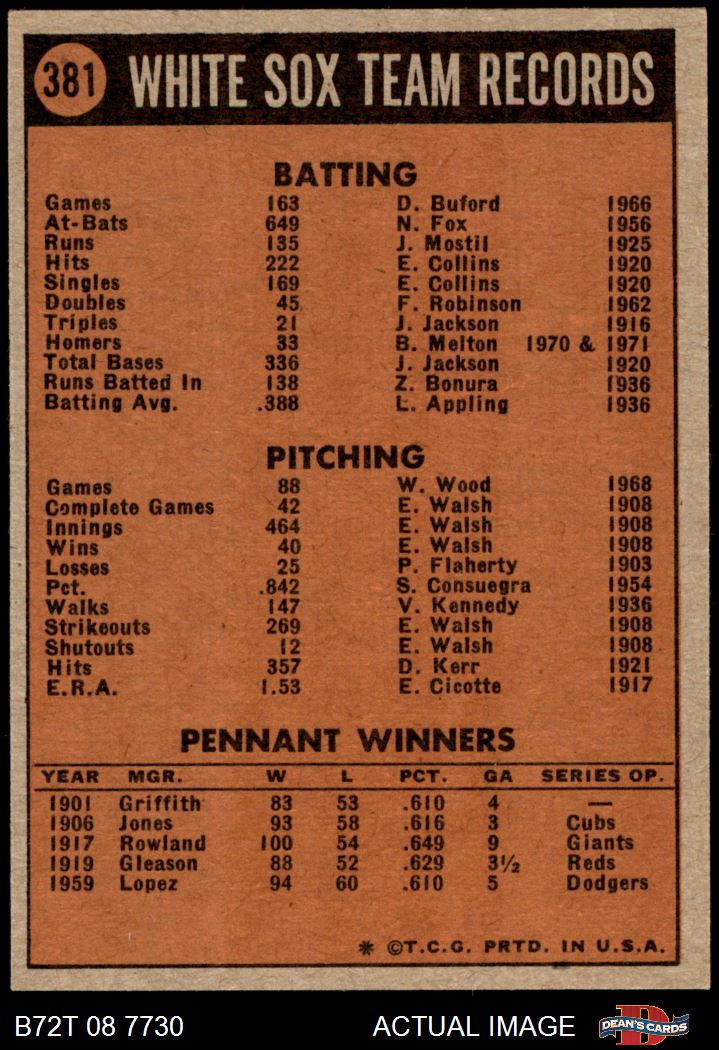 381 WHITE SOX TEAM RECORDS
BATTING
Games 163 D. Buford 1966
At-Bats 649 N. Fox 1956
Runs 135 J. Mostil 1925
Hits 222 E. Collins 1920
Singles 169 E. Collins 1920
Doubles 45 F. Robinson 1962
Triples 21 J. Jackson 1916
Homers 33 B. Melton 1970 & 1971
Total Bases 336 J. Jackson 1920
Runs Batted In 138 Z. Bonura 1936
Batting Avg. .388 L. Appling 1936
PITCHING
Games 88 W. Wood 1968
Complete Games 42 E. Walsh 1908
Innings 464 E. Walsh 1908
Wins 40 E. Walsh 1908
Losses 25 P. Flaherty 1903
Pct. .842 S. Consuegra 1954
Walks 147 V. Kennedy 1936
Strikeouts 269 E. Walsh 1908
Shutouts 12 E. Walsh 1908
Hits 357 D. Kerr 1921
E.R.A. 1.53 E. Cicotte 1917
PENNANT WINNERS
YEAR MGR. W L PCT. GA SERIES OP.
1901 Griffith 83 53 .610 4 —
1906 Jones 93 58 .616 3 Cubs
1917 Rowland 100 54 .649 9 Giants
1919 Gleason 88 52 .629 3½ Reds
1959 Lopez 94 60 .610 5 Dodgers
* ©T.C.G. PRTD. IN U.S.A.
B72T 08 7730 ACTUAL IMAGE D DEAN'S CARDS